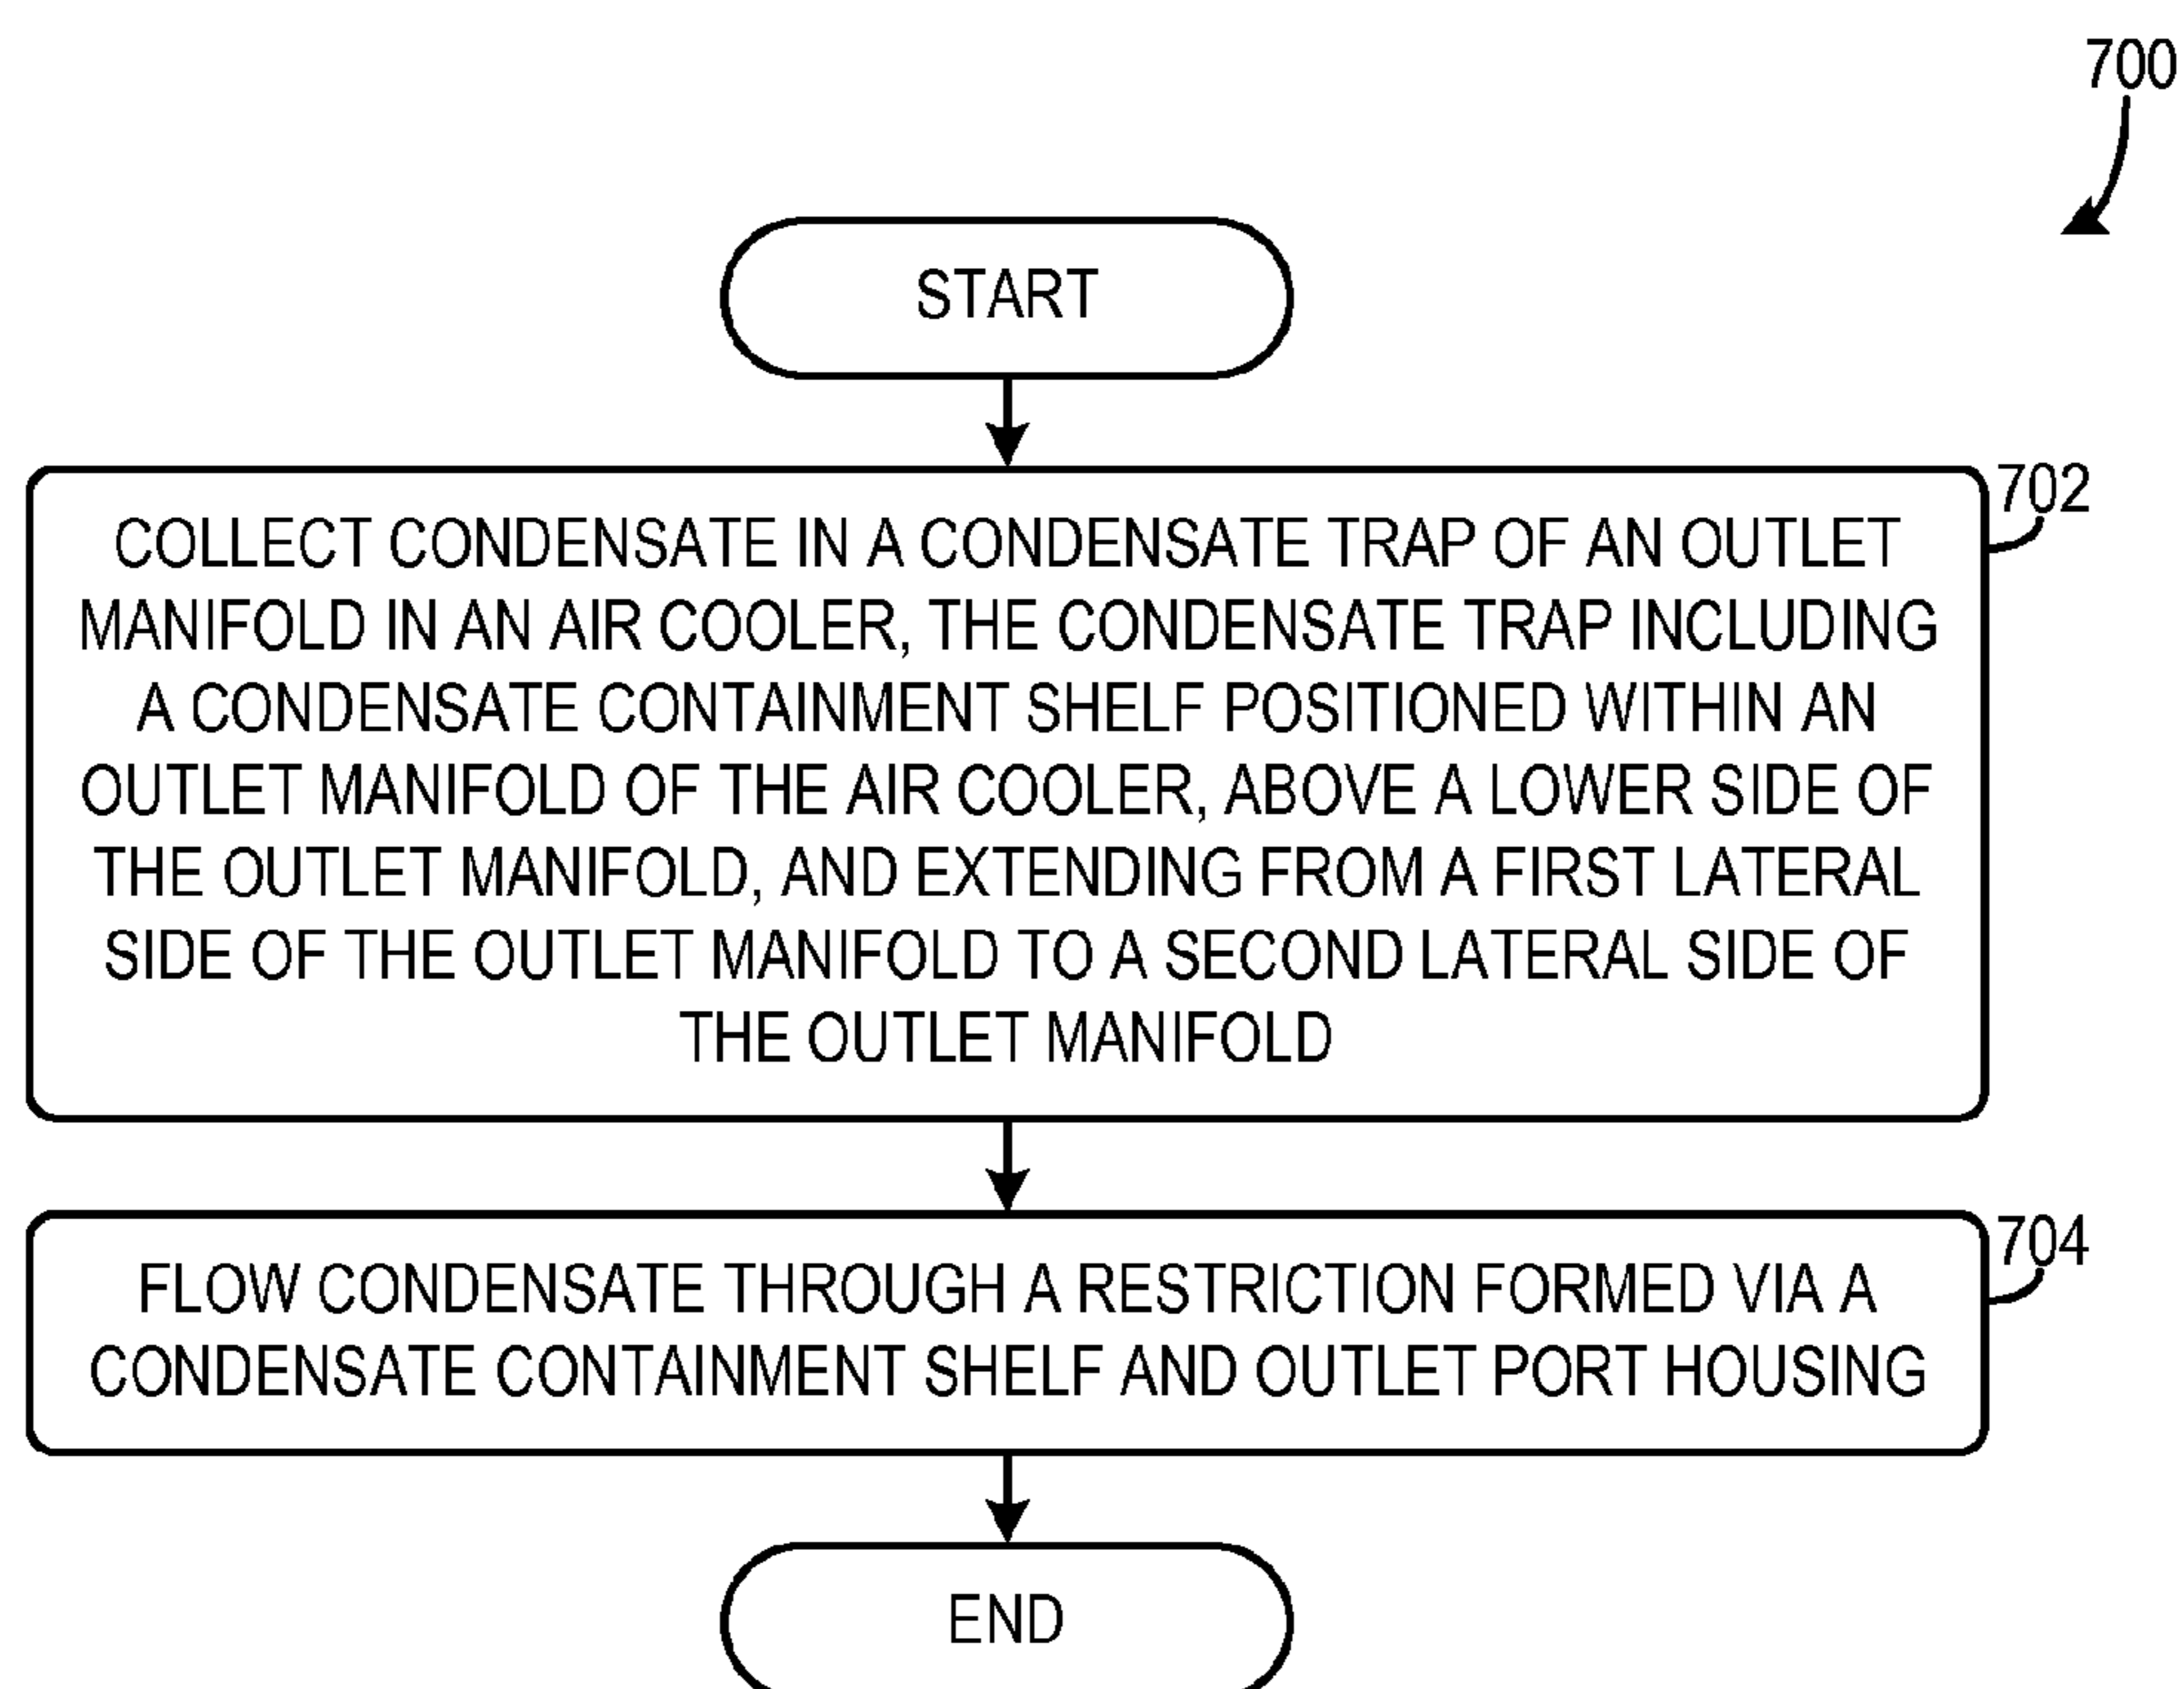 700
START
702
COLLECT CONDENSATE IN A CONDENSATE TRAP OF AN OUTLET
MANIFOLD IN AN AIR COOLER, THE CONDENSATE TRAP INCLUDING
A CONDENSATE CONTAINMENT SHELF POSITIONED WITHIN AN
OUTLET MANIFOLD OF THE AIR COOLER, ABOVE A LOWER SIDE OF
THE OUTLET MANIFOLD, AND EXTENDING FROM A FIRST LATERAL
SIDE OF THE OUTLET MANIFOLD TO A SECOND LATERAL SIDE OF
THE OUTLET MANIFOLD
704
FLOW CONDENSATE THROUGH A RESTRICTION FORMED VIA A
CONDENSATE CONTAINMENT SHELF AND OUTLET PORT HOUSING
END